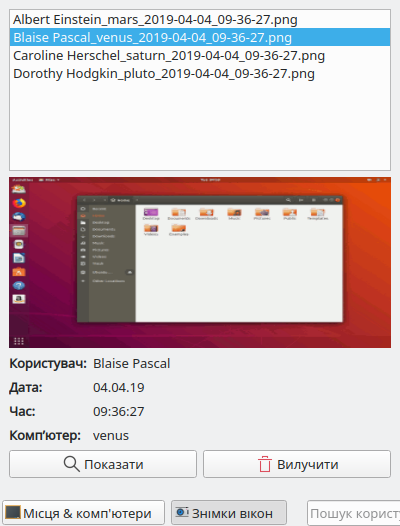 Albert Einstein_mars_2019-04-04_09-36-27.png
Blaise Pascal_venus_2019-04-04_09-36-27.png
Caroline Herschel_saturn_2019-04-04_09-36-27.png
Dorothy Hodgkin_pluto_2019-04-04_09-36-27.png
Користувач: Blaise Pascal
Дата: 04.04.19
Час: 09:36:27
Комп’ютер: venus
Показати Вилучити
Місця & комп'ютери Знімки вікон Пошук